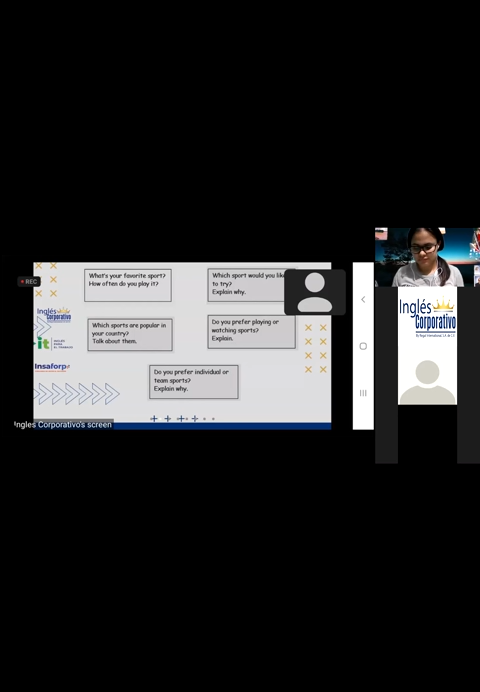 What's your favorite sport?
How often do you play it?
Which sport would you like
to try?
Explain why.
REC
Inglés
Corporativo
Which sports are popular in
your country?
Talk about them.
Do you prefer playing or
watching sports?
Explain.
it
Insaforp
Do you prefer individual or
team sports?
Explain why.
Ingles Corporativo's screen
Inglés
Corporativo